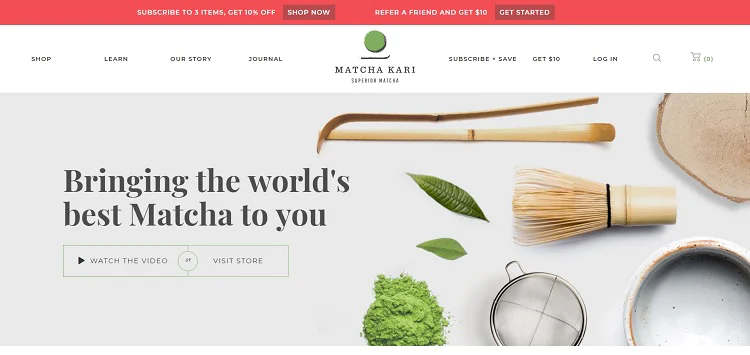 SUBSCRIBE TO 3 ITEMS, GET 10% OFF SHOP NOW REFER A FRIEND AND GET $10 GET STARTED
SHOP LEARN OUR STORY JOURNAL
MATCHA KARI
SUPERIOR MATCHA
SUBSCRIBE + SAVE GET $10 LOG IN (0)
Bringing the world's
best Matcha to you
WATCH THE VIDEO or VISIT STORE